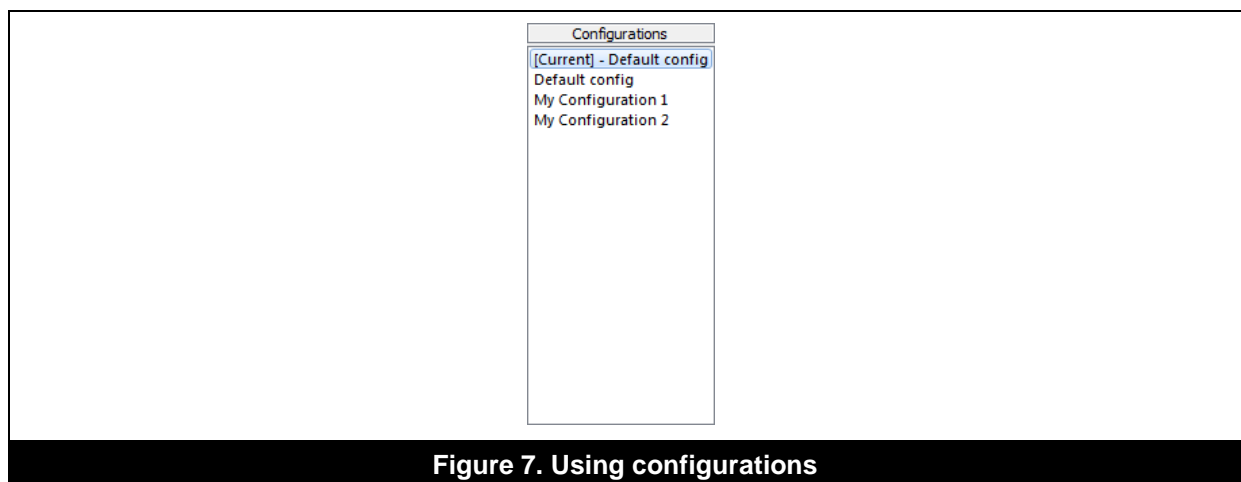 Configurations
[Current] - Default config
Default config
My Configuration 1
My Configuration 2
Figure 7. Using configurations